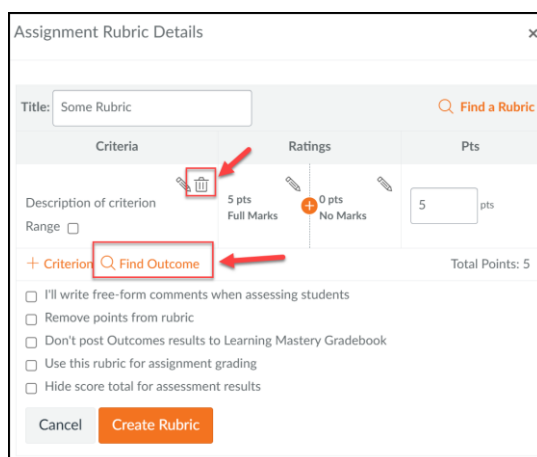 Assignment Rubric Details
Title: Some Rubric Find a Rubric
Criteria Ratings Pts
Description of criterion
Range
5 pts
Full Marks
0 pts
No Marks
5 pts
+ Criterion Find Outcome Total Points: 5
I'll write free-form comments when assessing students
Remove points from rubric
Don't post Outcomes results to Learning Mastery Gradebook
Use this rubric for assignment grading
Hide score total for assessment results
Cancel Create Rubric